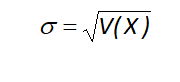 σ = √V(X)